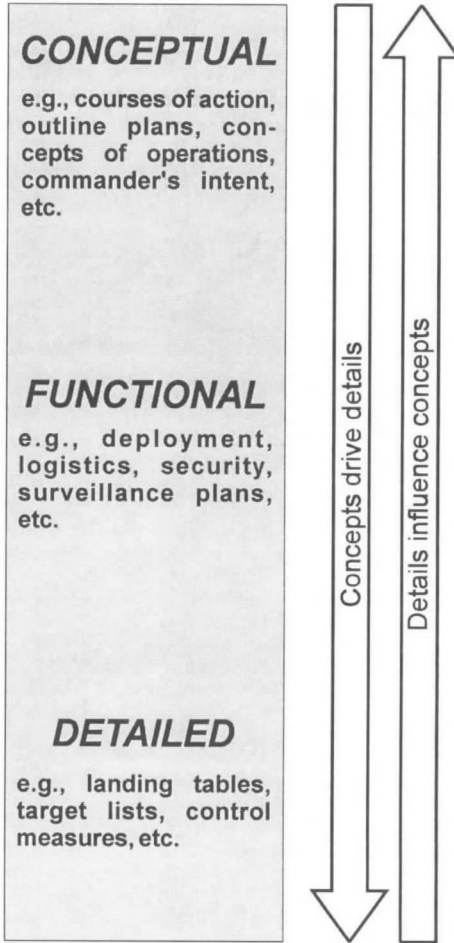 CONCEPTUAL
e.g., courses of action,
outline plans, con-
cepts of operations,
commander's intent,
etc.
FUNCTIONAL
e.g., deployment,
logistics, security,
surveillance plans,
etc.
DETAILED
e.g., landing tables,
target lists, control
measures, etc.
Concepts drive details
Details influence concepts